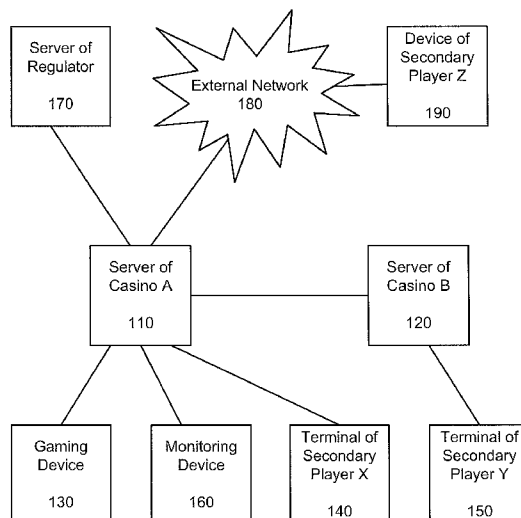 Server of
Regulator
170
External Network
180
Device of
Secondary
Player Z
190
Server of
Casino A
110
Server of
Casino B
120
Gaming
Device
130
Monitoring
Device
160
Terminal of
Secondary
Player X
140
Terminal of
Secondary
Player Y
150